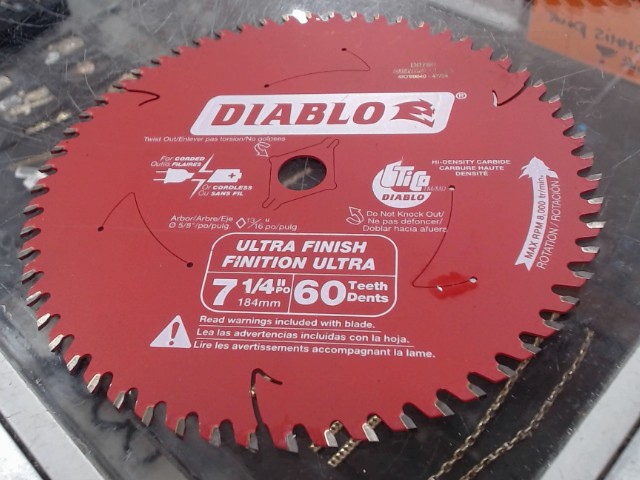 DIABLO ®
Twist Out/Enlever pas torsion/No golpees
For CORDED
Outils FILAIRES
Or CORDLESS
Ou SANS FIL
TiCo
DIABLO
HI-DENSITY CARBIDE
CARBURE HAUTE
DENSITÉ
Arbor/Arbre/Eje
Ø 5/8"/po/pulg.
13/16 " po/pulg
Do Not Knock Out/
Ne pas défoncer/
Doblar hacia afuera
MAX RPM 8,000 tr/min
ROTATION/ROTACIÓN
ULTRA FINISH
FINITION ULTRA
7 1/4" PO 60 Teeth
184mm Dents
Read warnings included with blade.
Lea las advertencias incluidas con la hoja.
Lire les avertissements accompagnant la lame.